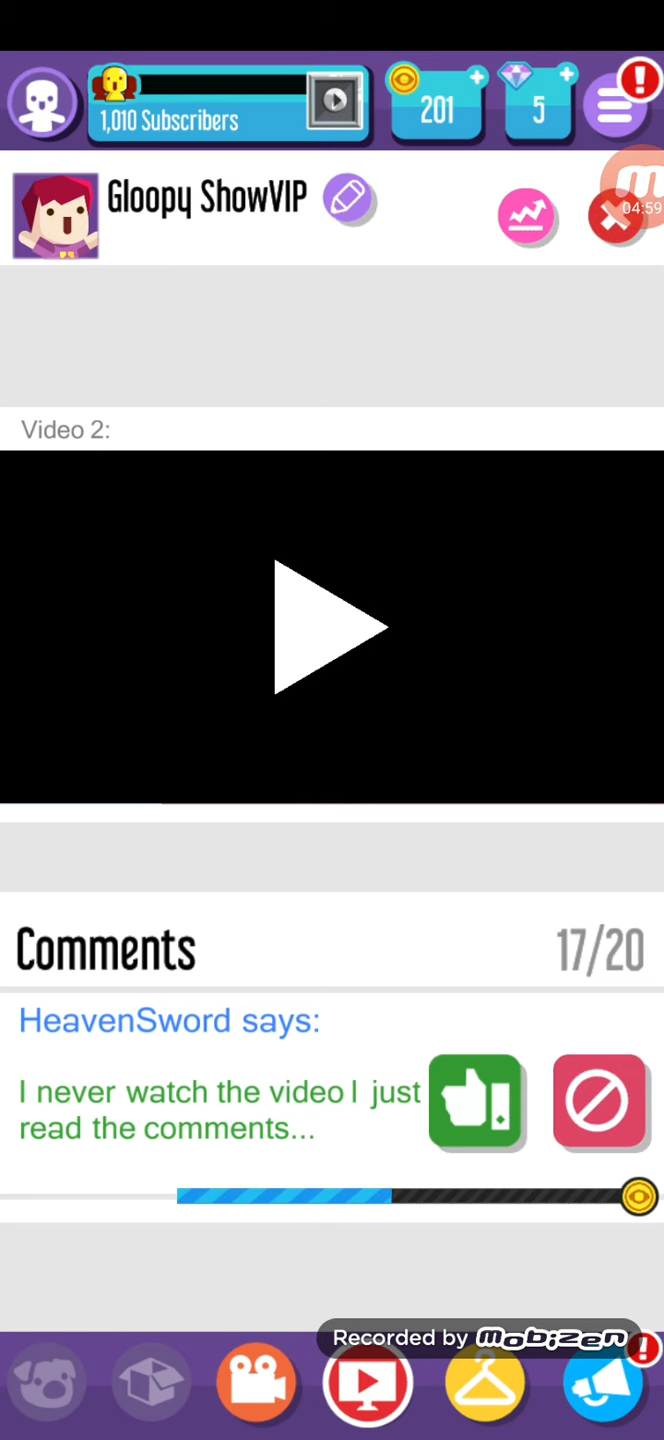 1,010 Subscribers
201
5
Gloopy ShowVIP
04:59
Video 2:
Comments
17/20
HeavenSword says:
I never watch the video I just
read the comments...
Recorded by mobizen